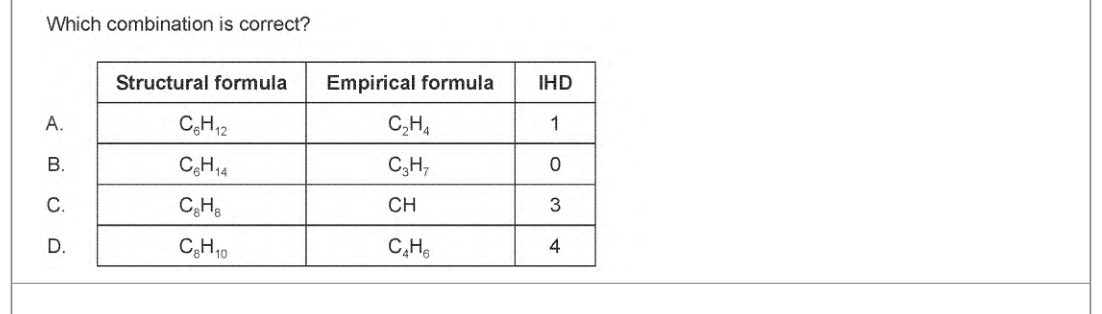 Which combination is correct?
Structural formula Empirical formula IHD
A. C₆H₁₂ C₂H₄ 1
B. C₆H₁₄ C₃H₇ 0
C. C₈H₈ CH 3
D. C₈H₁₀ C₄H₆ 4